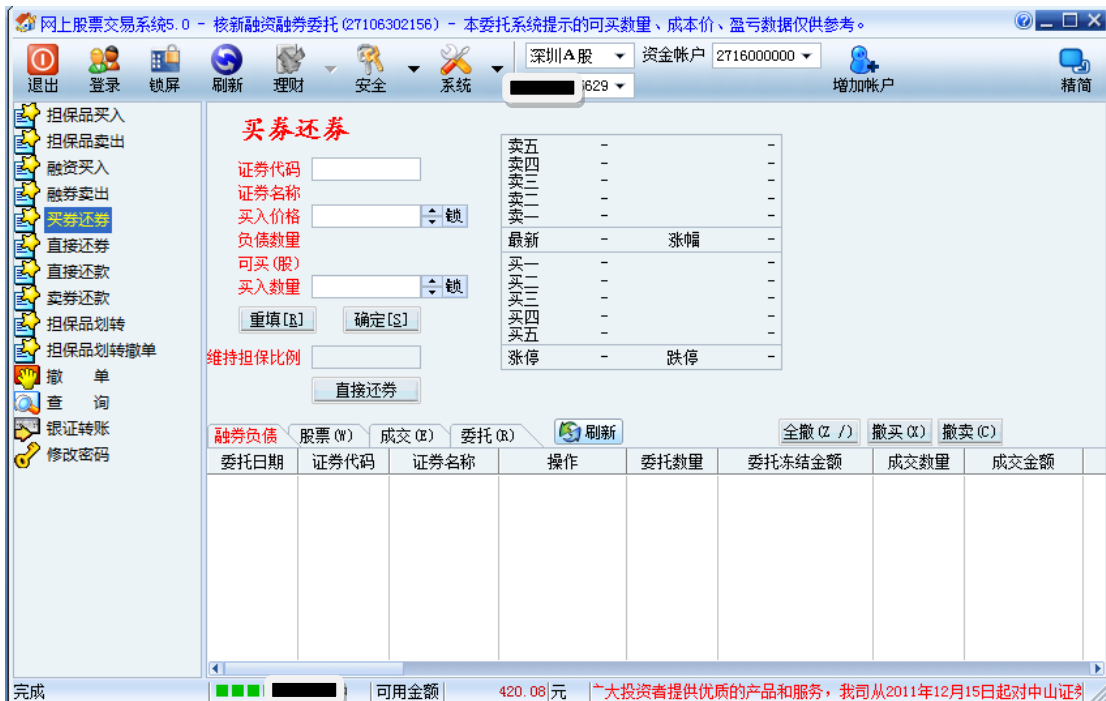 网上股票交易系统5.0 - 核新融资融券委托(27106302156) - 本委托系统提示的可买数量、成本价、盈亏数据仅供参考。
退出 登录 锁屏 刷新 理财 安全 系统 深圳A股 资金帐户 2716000000 增加帐户 精简
629
担保品买入
担保品卖出
融资买入
融券卖出
买券还券
直接还券
直接还款
卖券还款
担保品划转
担保品划转撤单
撤 单
查 询
银证转账
修改密码
买券还券
证券代码
证券名称
买入价格 锁
负债数量
可买(股)
买入数量 锁
重填[R] 确定[S]
维持担保比例
直接还券
卖五 - -
卖四 - -
卖三 - -
卖二 - -
卖一 - -
最新 - 涨幅 -
买一 - -
买二 - -
买三 - -
买四 - -
买五 - -
涨停 - 跌停 -
融券负债 股票(W) 成交(E) 委托(R) 刷新 全撤(Z /) 撤买(X) 撤卖(C)
委托日期 证券代码 证券名称 操作 委托数量 委托冻结金额 成交数量 成交金额
完成 可用金额 420.08 元 大投资者提供优质的产品和服务，我司从2011年12月15日起对中山证